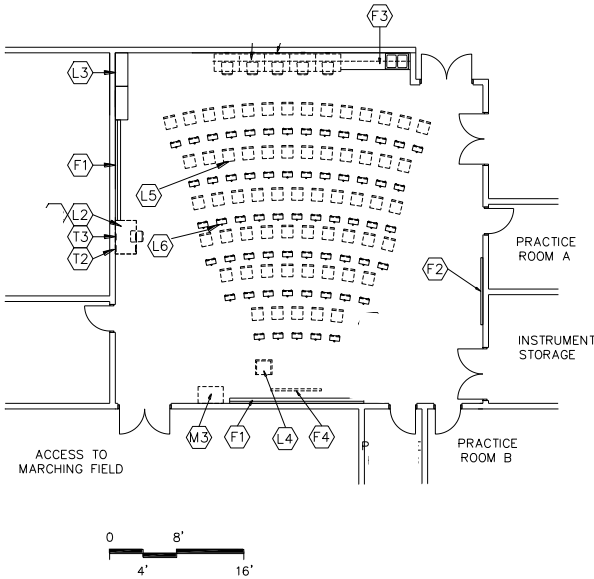 F3
L3
F1
L5
L2
T3
L6
T2
F2
PRACTICE
ROOM A
INSTRUMENT
STORAGE
M3
F1
L4
F4
P
ACCESS TO
MARCHING FIELD
PRACTICE
ROOM B
0
8'
4'
16'